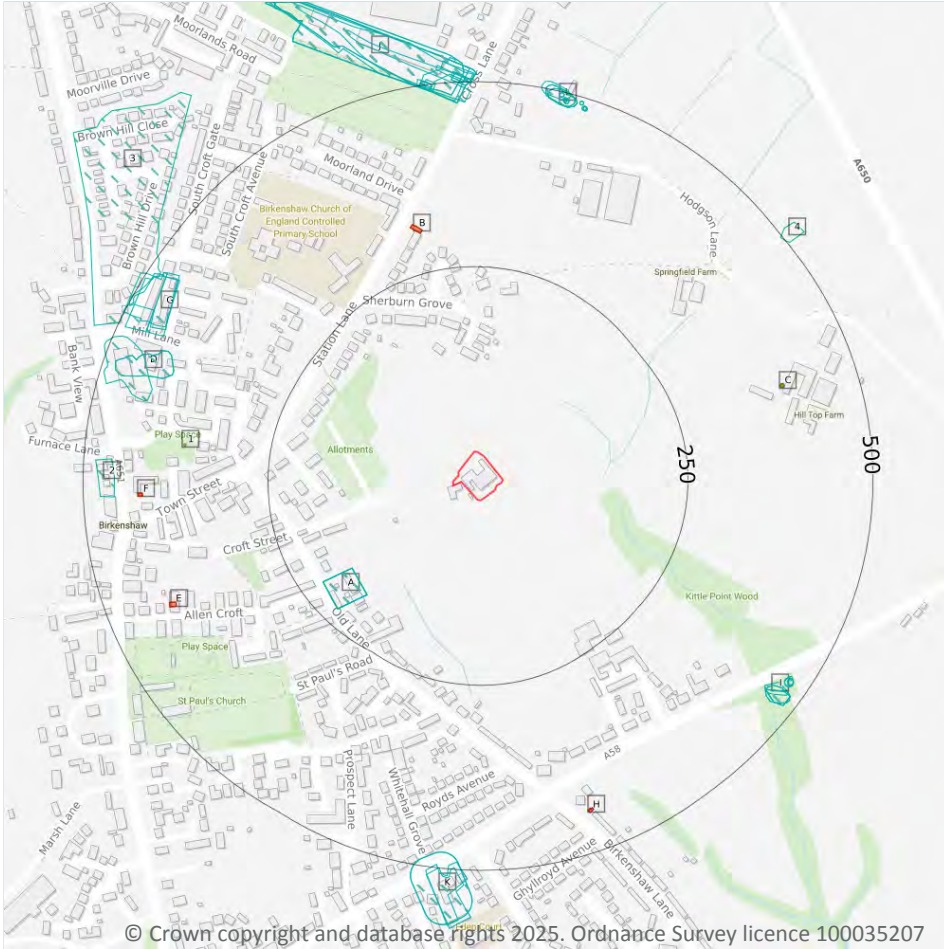 Moorlands Road
Cross Lane
Moorville Drive
Brown Hill Close
3
South Croft Gate
Moorland Drive
A650
South Croft Avenue
Brown Hill Drive
Birkenshaw Church of
England Controlled
Primary School
B
Hodgson Lane
4
Springfield Farm
G
Sherburn Grove
Mill Lane
Station Lane
Bank View
D
C
Hill Top Farm
Play Space
1
Furnace Lane
Allotments
250
500
2
A651
F
Town Street
Birkenshaw
Croft Street
A
E
Allen Croft
Old Lane
Kittle Point Wood
Play Space
St Paul's Road
St Paul's Church
A58
Prospect Lane
Whitehall Grove
Royds Avenue
H
Marsh Lane
Birkenshaw Lane
Ghyllroyd Avenue
K
Eden Court
© Crown copyright and database rights 2025. Ordnance Survey licence 100035207